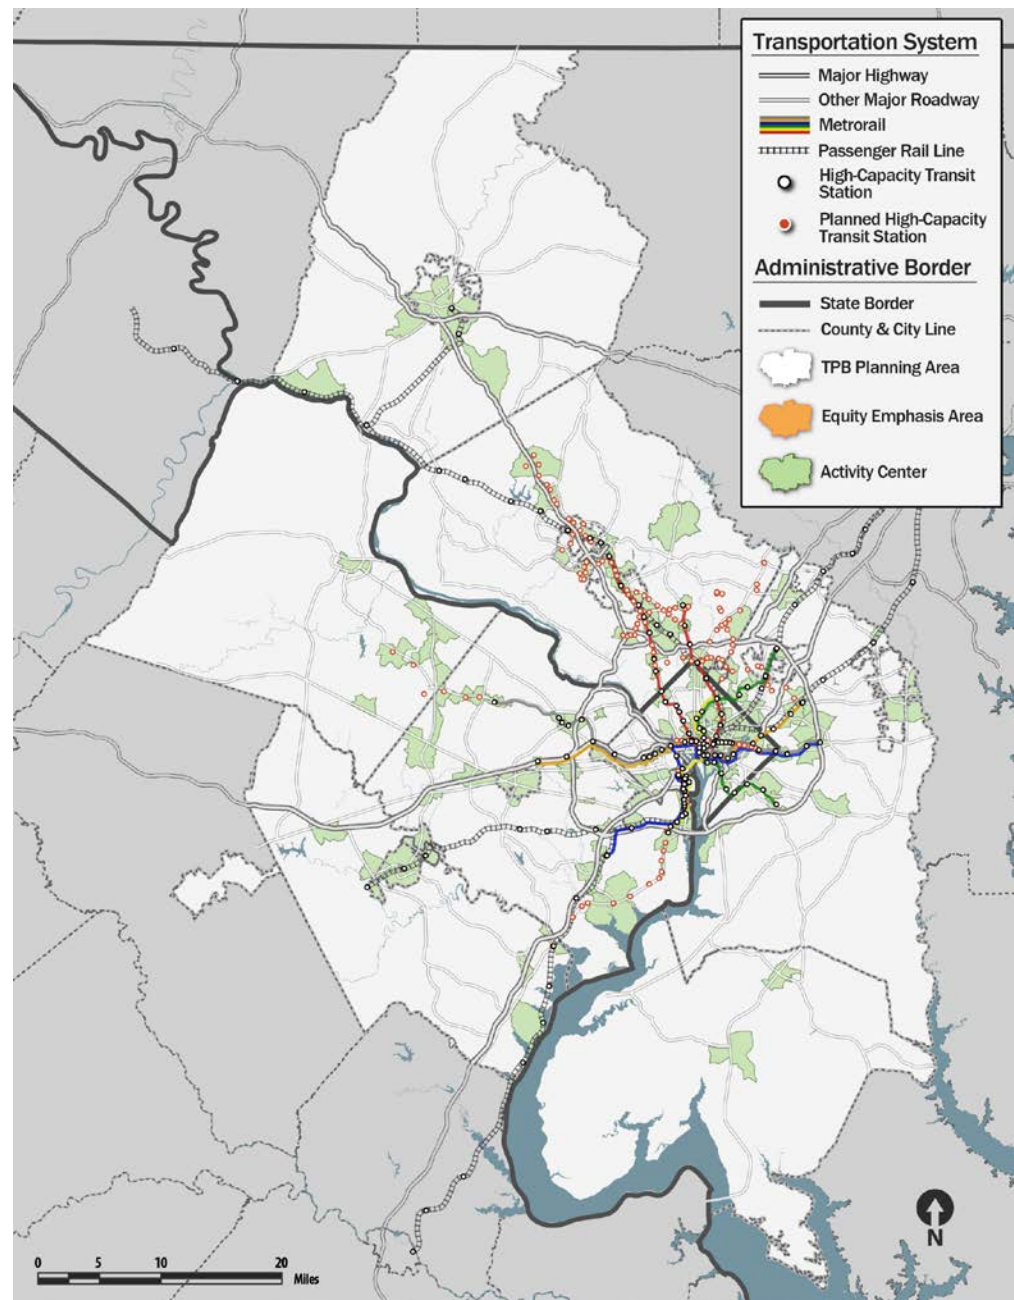 Transportation System
Major Highway
Other Major Roadway
Metrorail
Passenger Rail Line
High-Capacity Transit
Station
Planned High-Capacity
Transit Station
Administrative Border
State Border
County & City Line
TPB Planning Area
Equity Emphasis Area
Activity Center
N
0 5 10 20
Miles